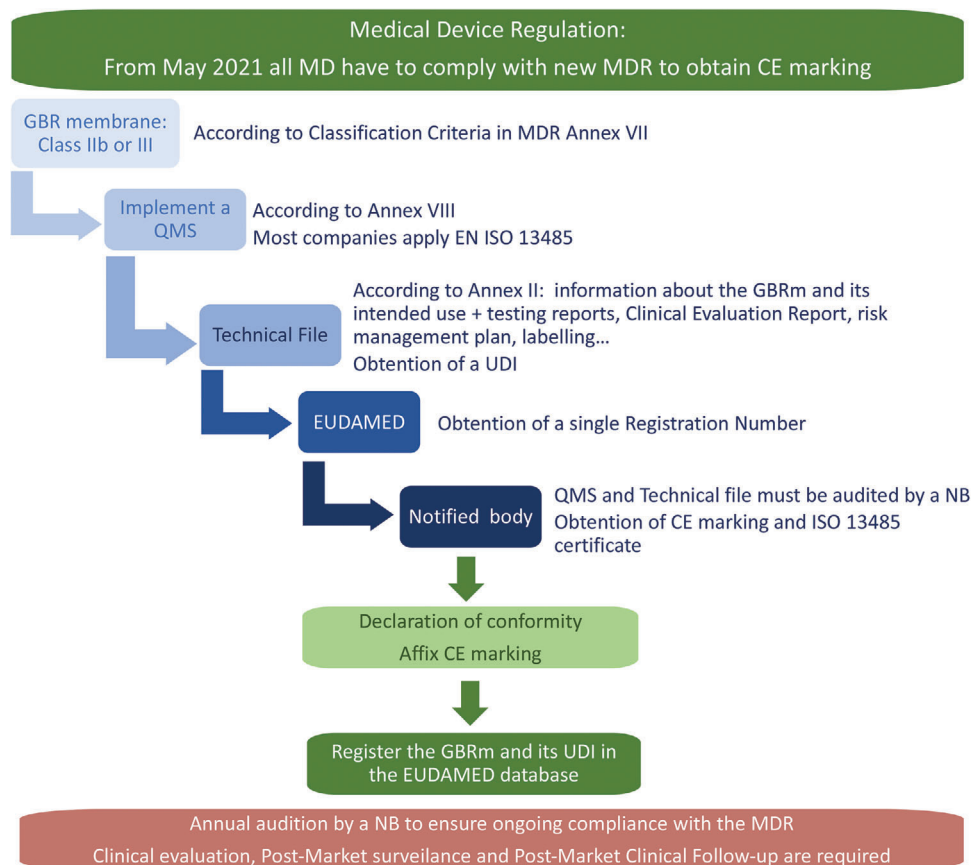 Medical Device Regulation:
From May 2021 all MD have to comply with new MDR to obtain CE marking
GBR membrane:
Class IIb or III
According to Classification Criteria in MDR Annex VII
Implement a
QMS
According to Annex VIII
Most companies apply EN ISO 13485
Technical File
According to Annex II:  information about the GBRm and its
intended use + testing reports, Clinical Evaluation Report, risk
management plan, labelling...
Obtention of a UDI
EUDAMED
Obtention of a single Registration Number
Notified  body
QMS and Technical file must be audited by a NB
Obtention of CE marking and ISO 13485
certificate
Declaration of conformity
Affix CE marking
Register the GBRm and its UDI in
the EUDAMED database
Annual audition by a NB to ensure ongoing compliance with the MDR
Clinical evaluation, Post-Market surveilance and Post-Market Clinical Follow-up are required